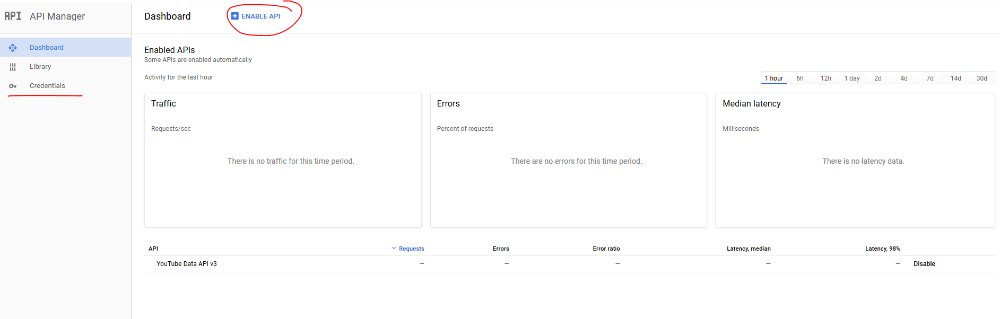 API API Manager
Dashboard
Library
Credentials
Dashboard ENABLE API
Enabled APIs
Some APIs are enabled automatically
Activity for the last hour
1 hour 6h 12h 1 day 2d 4d 7d 14d 30d
Traffic
Requests/sec
There is no traffic for this time period.
Errors
Percent of requests
There are no errors for this time period.
Median latency
Milliseconds
There is no latency data.
API Requests Errors Error ratio Latency, median Latency, 98%
YouTube Data API v3 — — — — — Disable